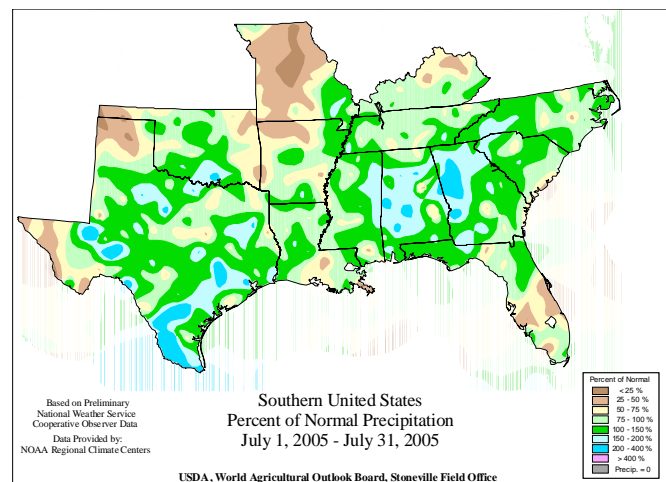 Based on Preliminary
National Weather Service
Cooperative Observer Data
Data Provided by:
NOAA Regional Climate Centers
Southern United States
Percent of Normal Precipitation
July 1, 2005 - July 31, 2005
USDA, World Agricultural Outlook Board, Stoneville Field Office
Percent of Normal
< 25 %
25 - 50 %
50 - 75 %
75 - 100 %
100 - 150 %
150 - 200 %
200 - 400 %
> 400 %
Precip. = 0